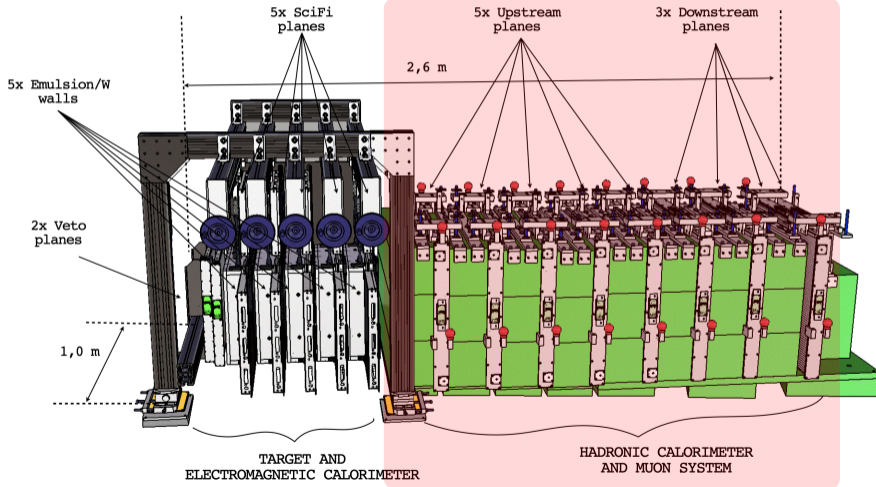 5x SciFi
planes
5x Upstream
planes
3x Downstream
planes
2,6 m
5x Emulsion/W
walls
2x Veto
planes
1,0 m
TARGET AND
ELECTROMAGNETIC CALORIMETER
HADRONIC CALORIMETER
AND MUON SYSTEM